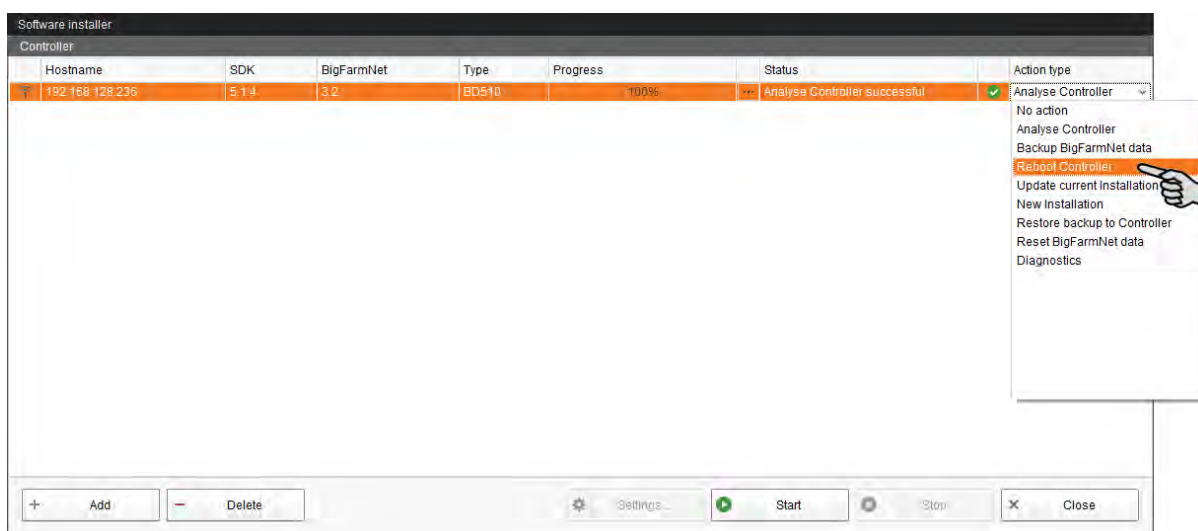 Software installer
Controller
Hostname SDK BigFarmNet Type Progress Status Action type
192.168.128.236 5.1.4 3.2 BD510 100% ... Analyse Controller successful Analyse Controller
No action
Analyse Controller
Backup BigFarmNet data
Reboot Controller
Update current Installation
New Installation
Restore backup to Controller
Reset BigFarmNet data
Diagnostics
+ Add − Delete Settings... Start Stop × Close